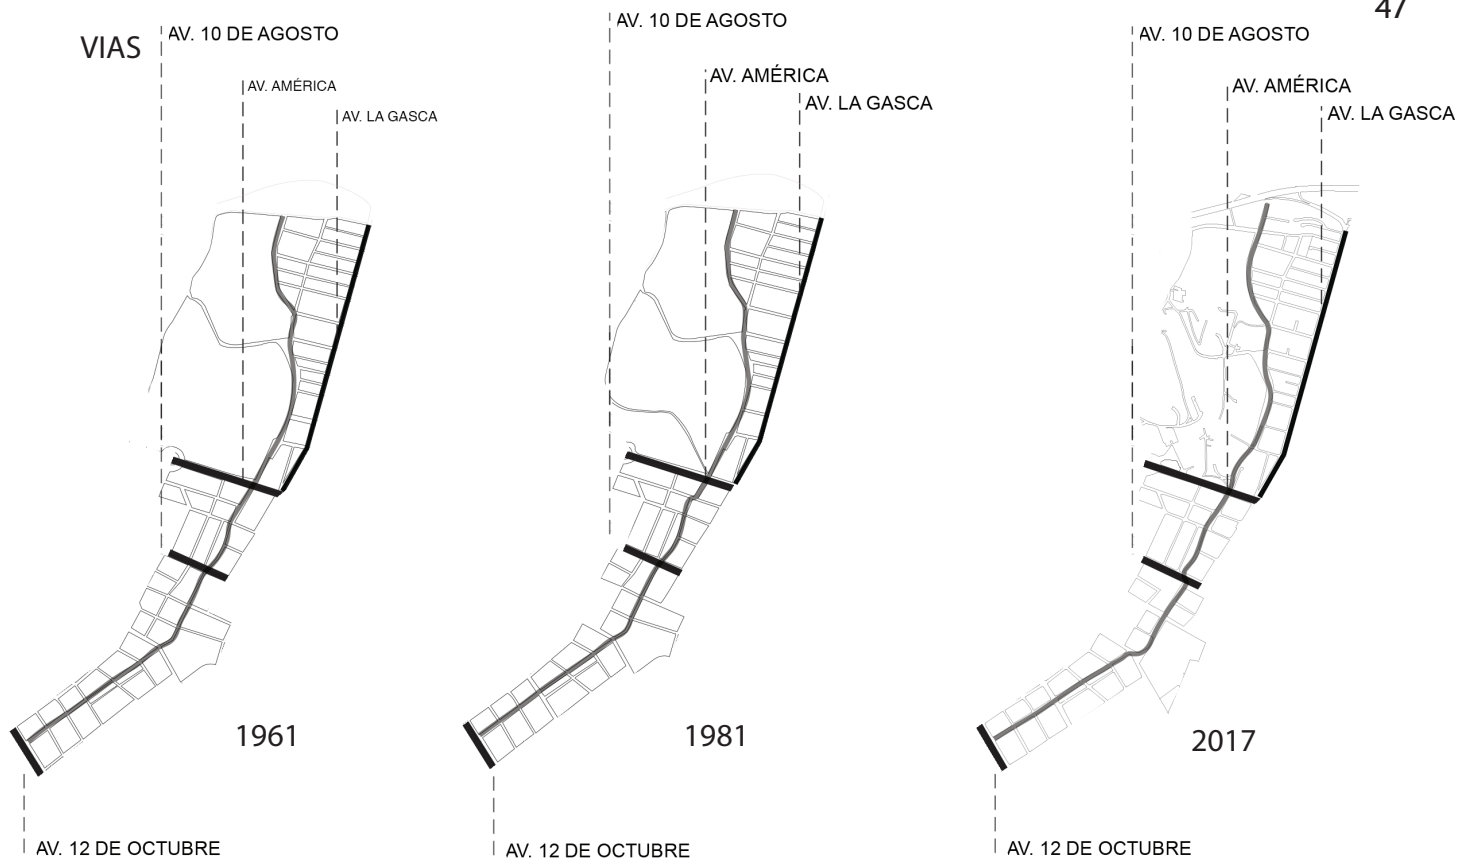 47
VIAS
AV. 10 DE AGOSTO
AV. AMÉRICA
AV. LA GASCA
AV. 10 DE AGOSTO
AV. AMÉRICA
AV. LA GASCA
AV. 10 DE AGOSTO
AV. AMÉRICA
AV. LA GASCA
1961
1981
2017
AV. 12 DE OCTUBRE
AV. 12 DE OCTUBRE
AV. 12 DE OCTUBRE